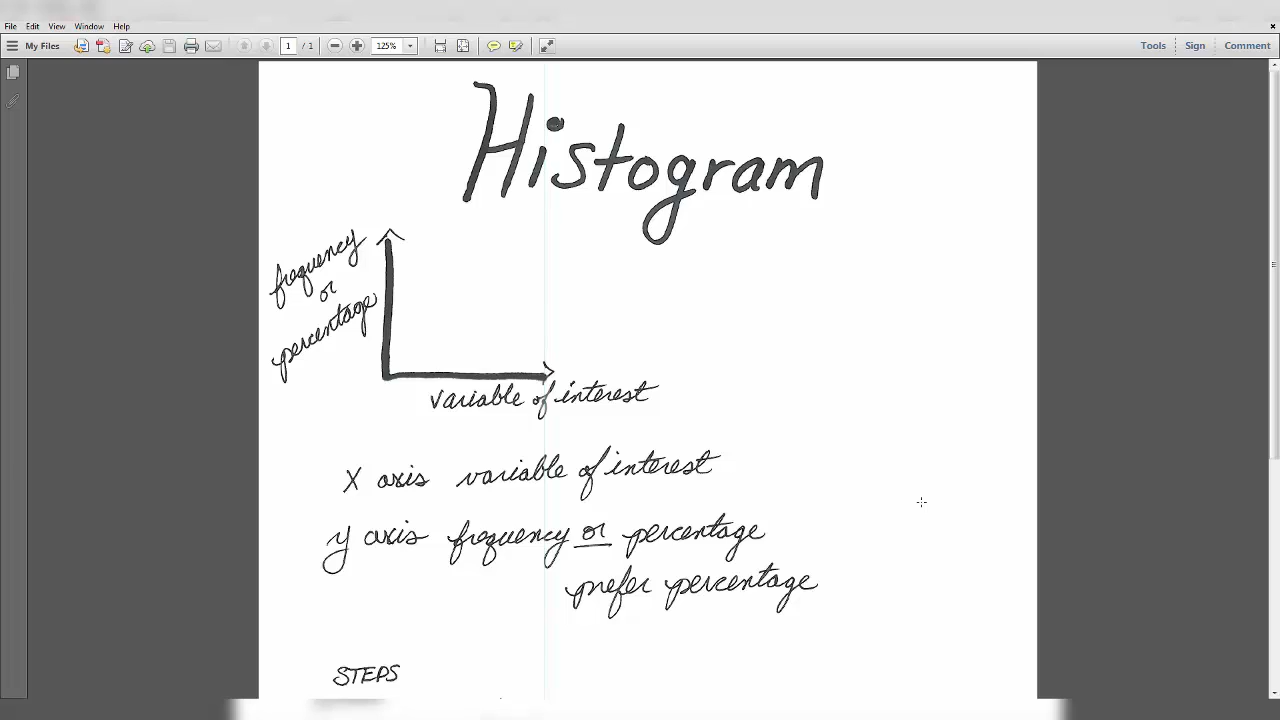 File Edit View Window Help
My Files 1 / 1 125% Tools Sign Comment
Histogram
frequency
or
percentage
variable of interest
X axis variable of interest
y axis frequency or percentage
prefer percentage
STEPS